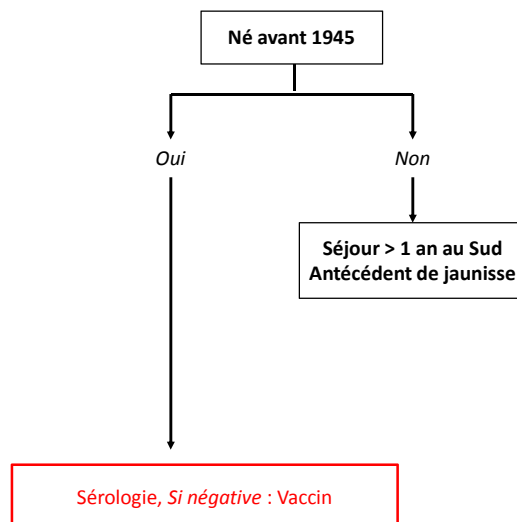 Né avant 1945
Oui
Non
Séjour > 1 an au Sud
Antécédent de jaunisse
Sérologie, Si négative : Vaccin